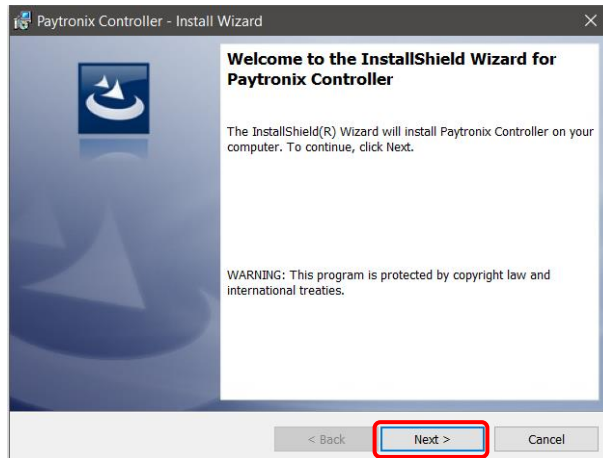 Paytronix Controller - Install Wizard
Welcome to the InstallShield Wizard for
Paytronix Controller
The InstallShield(R) Wizard will install Paytronix Controller on your
computer. To continue, click Next.
WARNING: This program is protected by copyright law and
international treaties.
< Back Next > Cancel